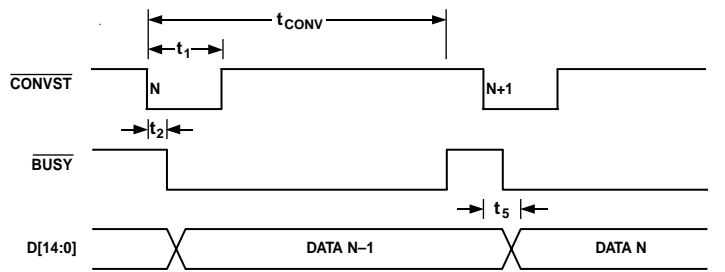 tCONV
t1
CONVST
N
N+1
t2
BUSY
t5
D[14:0]
DATA N–1
DATA N